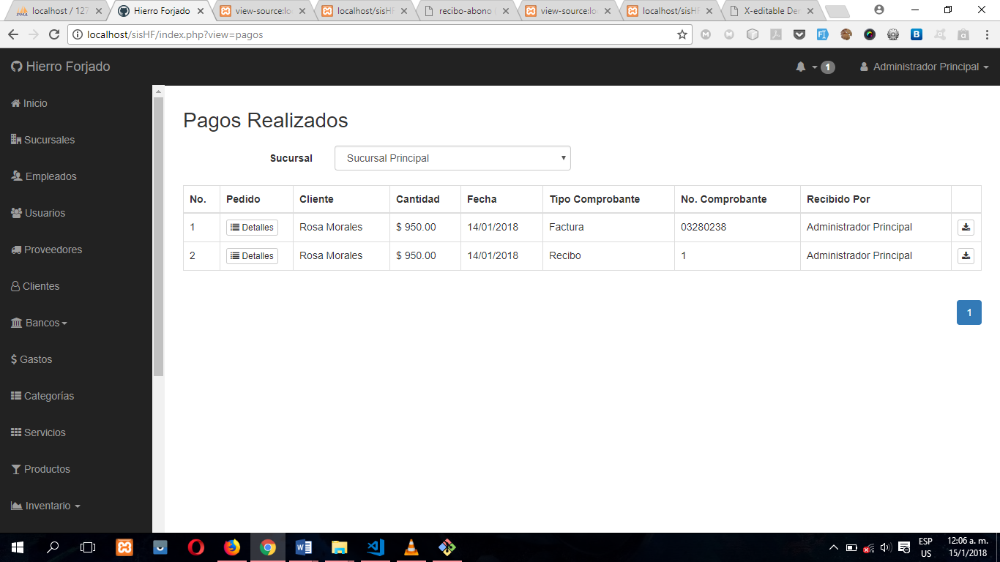 localhost / 127
Hierro Forjado
view-source:lo
localhost/sisHF
recibo-abono
view-source:lo
localhost/sisHF
X-editable De
localhost/sisHF/index.php?view=pagos
Hierro Forjado
1
Administrador Principal
Inicio
Sucursales
Empleados
Usuarios
Proveedores
Clientes
Bancos
$ Gastos
Categorías
Servicios
Productos
Inventario
Pagos Realizados
Sucursal
Sucursal Principal
No. Pedido Cliente Cantidad Fecha Tipo Comprobante No. Comprobante Recibido Por
1 Detalles Rosa Morales $ 950.00 14/01/2018 Factura 03280238 Administrador Principal
2 Detalles Rosa Morales $ 950.00 14/01/2018 Recibo 1 Administrador Principal
1
ESP
US
12:06 a. m.
15/1/2018